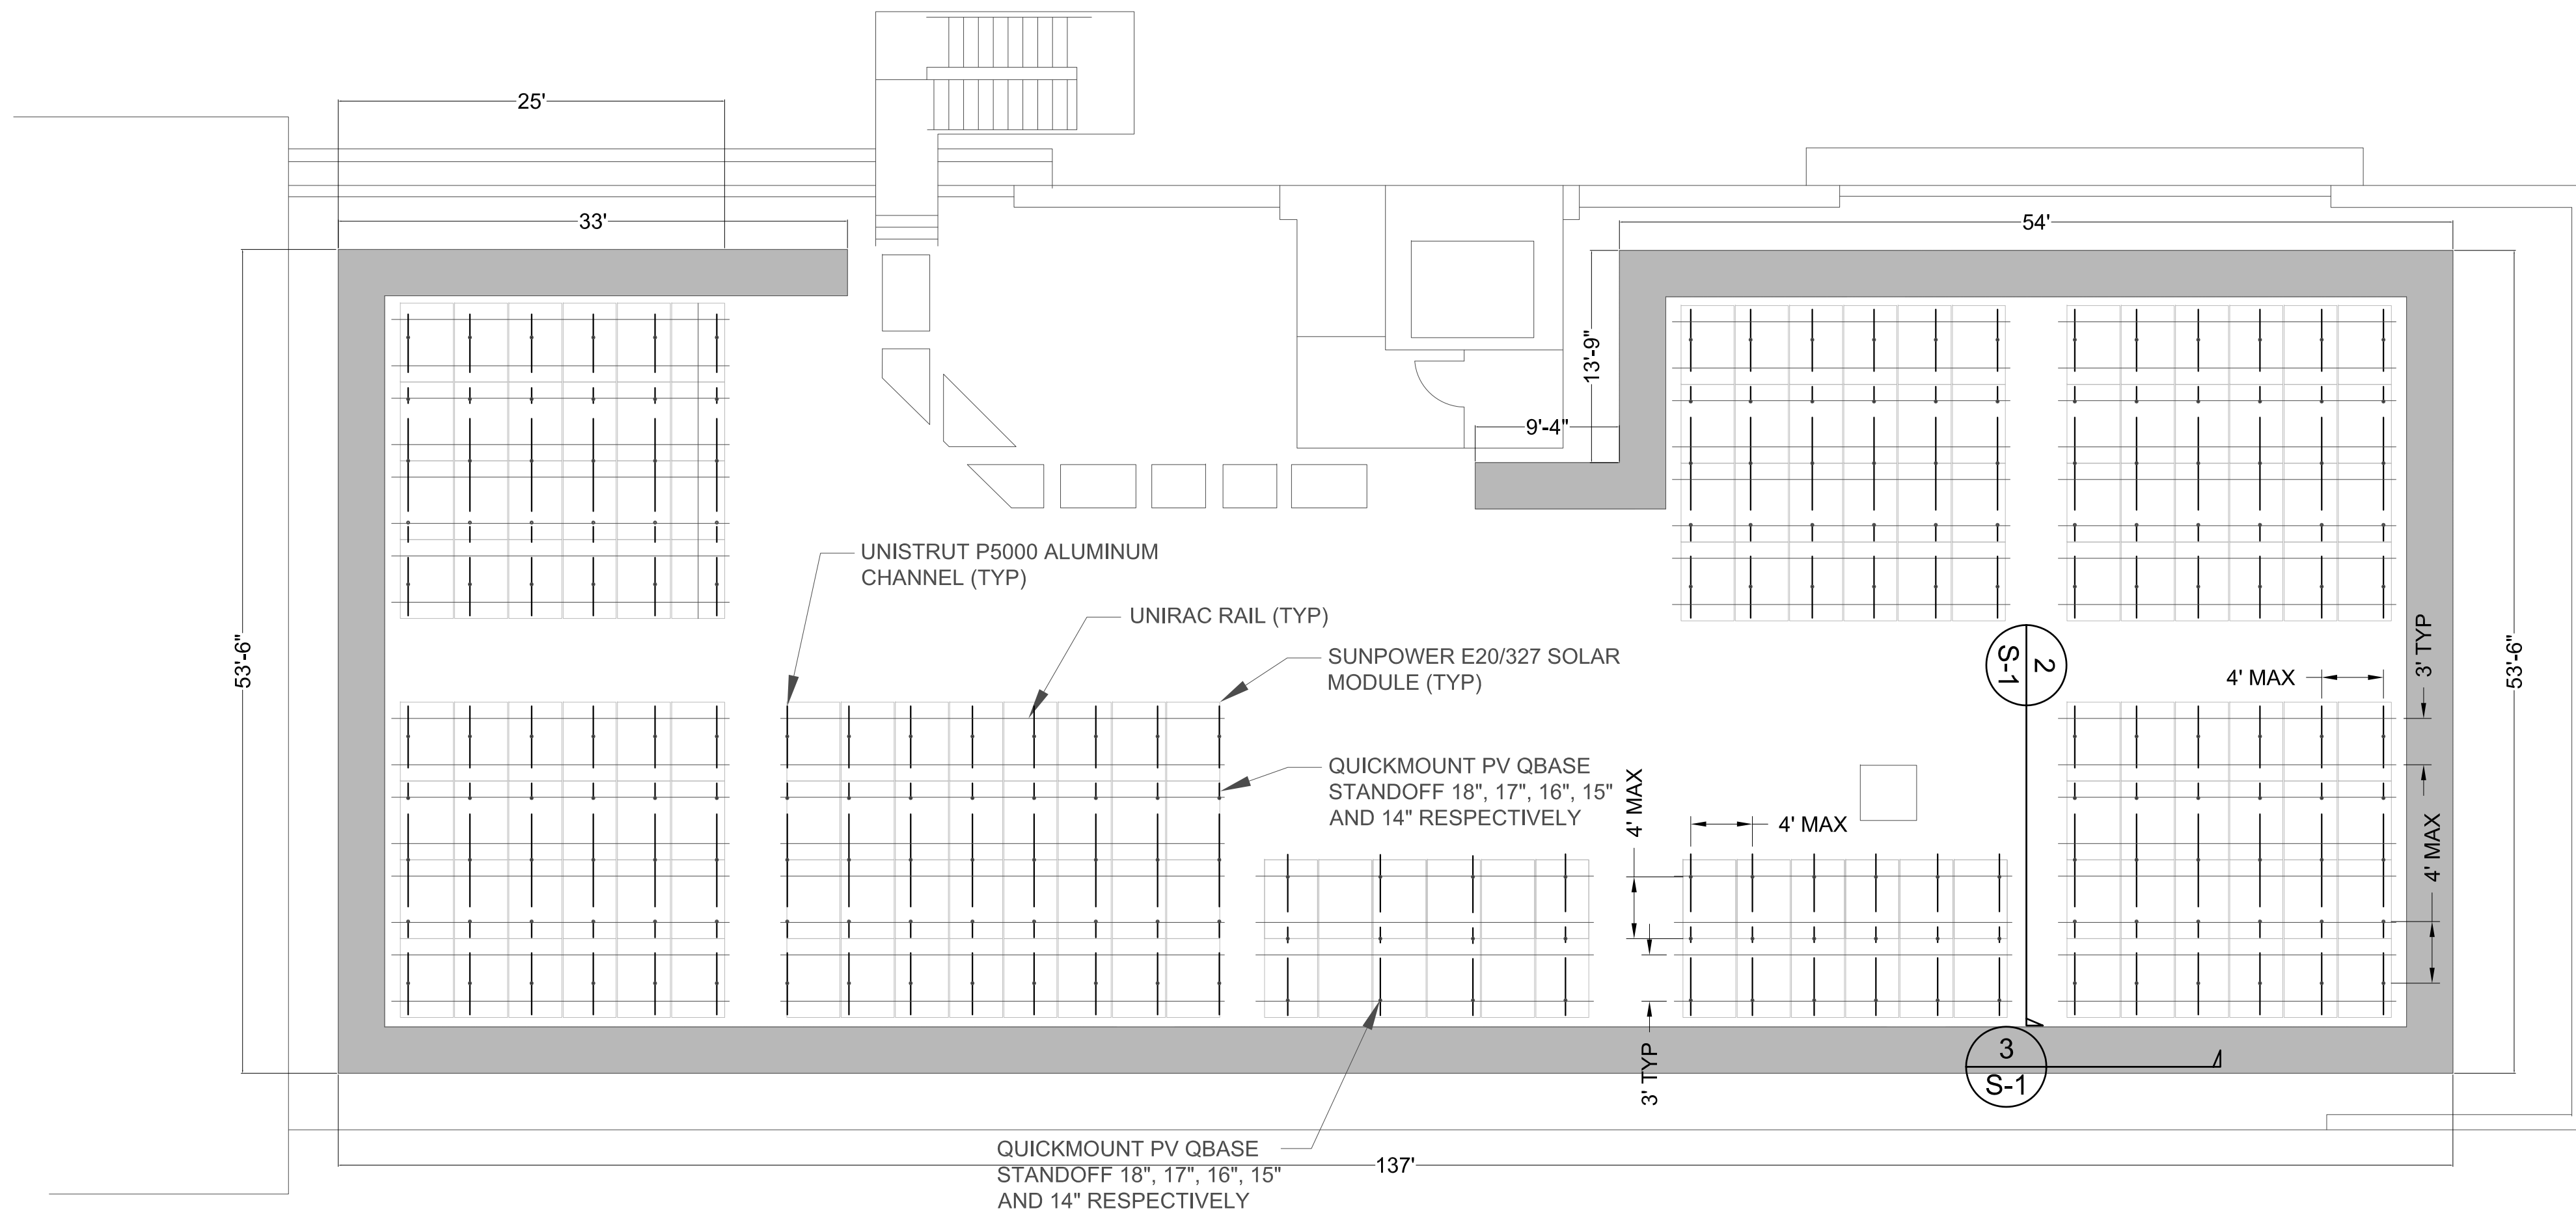 25'
33'
54'
13'-9"
9'-4"
53'-6"
53'-6"
UNISTRUT P5000 ALUMINUM
CHANNEL (TYP)
UNIRAC RAIL (TYP)
SUNPOWER E20/327 SOLAR
MODULE (TYP)
2
S-1
4' MAX
3' TYP
QUICKMOUNT PV QBASE
STANDOFF 18", 17", 16", 15"
AND 14" RESPECTIVELY
4' MAX
4' MAX
4' MAX
3' TYP
3
S-1
QUICKMOUNT PV QBASE
STANDOFF 18", 17", 16", 15"
AND 14" RESPECTIVELY
137'